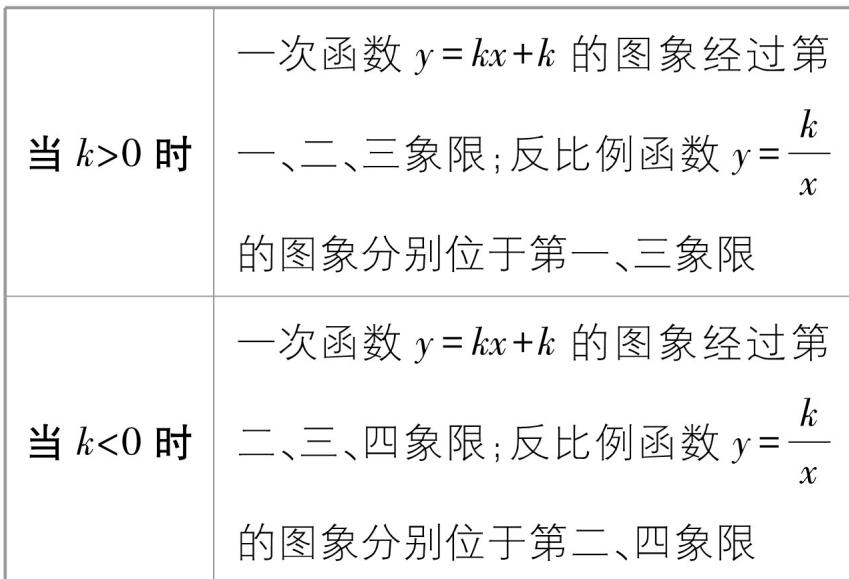 当 k>0 时
一次函数 y=kx+k 的图象经过第
一、二、三象限;反比例函数 y=k/x
的图象分别位于第一、三象限
当 k<0 时
一次函数 y=kx+k 的图象经过第
二、三、四象限;反比例函数 y=k/x
的图象分别位于第二、四象限